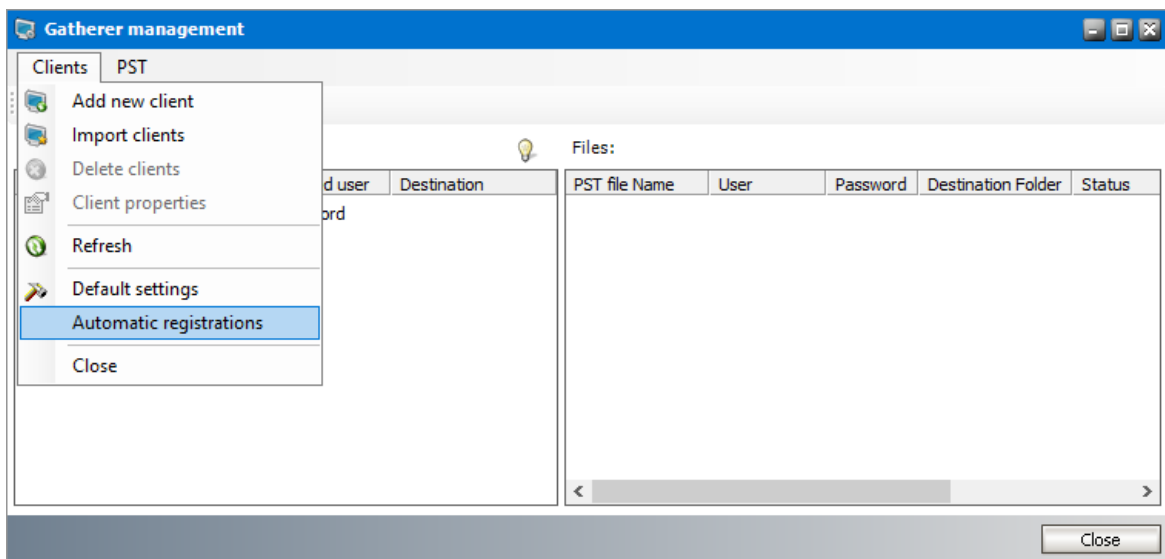 Gatherer management
Clients PST
Add new client
Import clients
Delete clients
Client properties
Refresh
Default settings
Automatic registrations
Close
d user Destination
ord
Files:
PST file Name User Password Destination Folder Status
Close